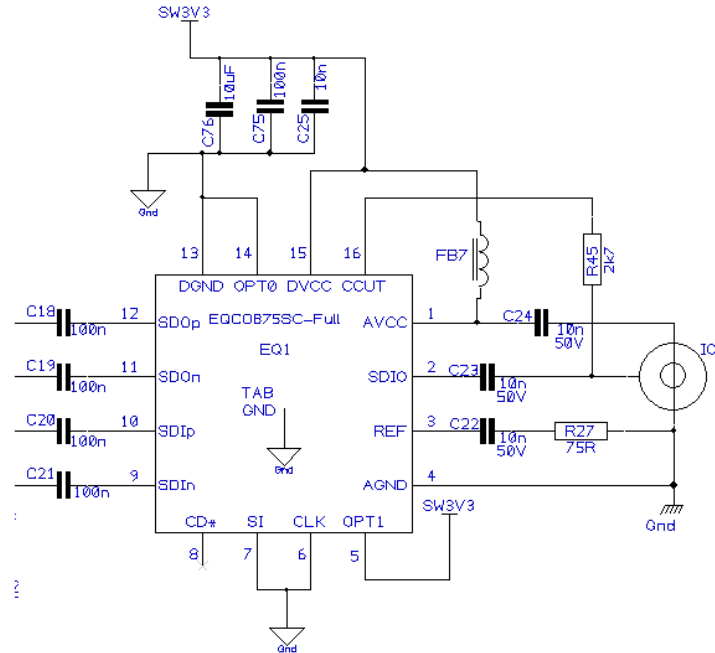 SW3V3
10uF
100n
10n
C76
C75
C25
Gnd
13
14
15
16
FB7
R45
2k7
DGND OPT0 DVCC CCUT
C18
100n
12
SDOp
EQCO875SC-Full
AVCC
1
C24
10n
50V
EQ1
IO
C19
100n
11
SDOn
SDIO
2
C23
10n
50V
TAB
GND
C20
100n
10
SDIp
REF
3
C22
10n
50V
R27
75R
Gnd
C21
100n
9
SDIn
AGND
4
SW3V3
Gnd
CD* SI CLK OPT1
8
7
6
5
Gnd